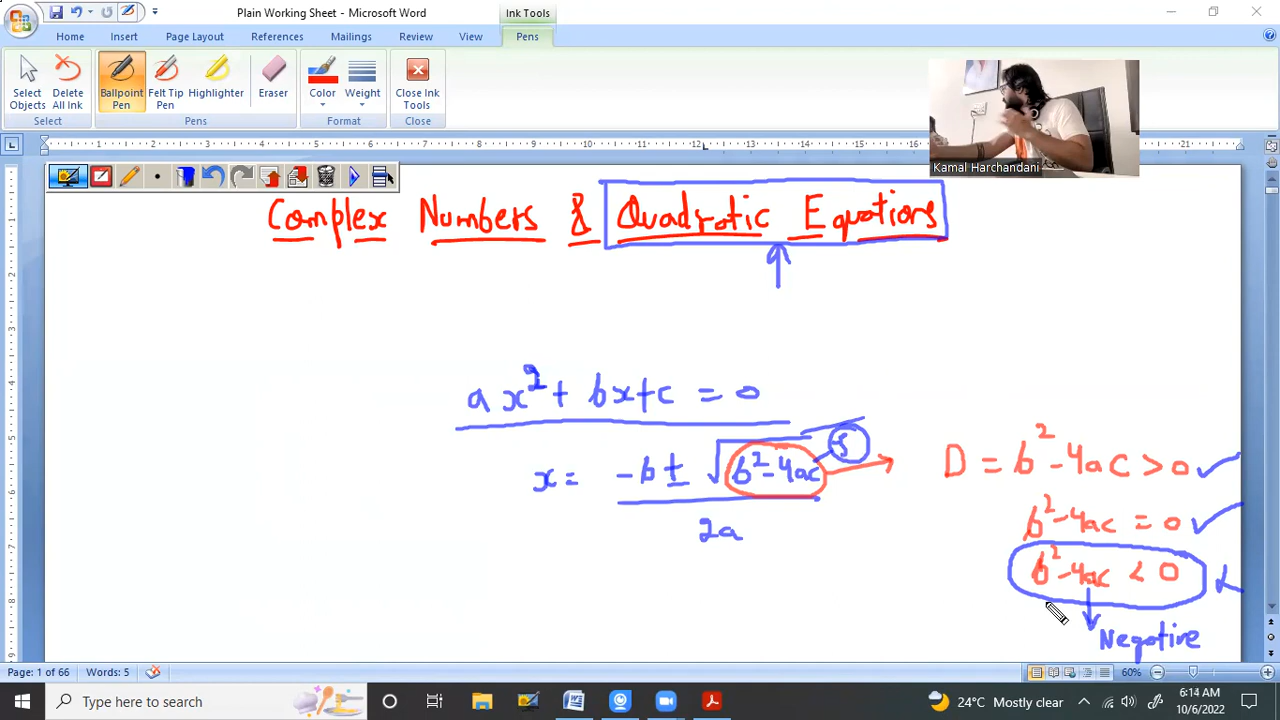 Plain Working Sheet - Microsoft Word
Ink Tools
Home Insert Page Layout References Mailings Review View Pens
Select Objects
Delete All Ink
Ballpoint Pen
Felt Tip Pen
Highlighter
Eraser
Color
Weight
Close Ink Tools
Select Pens Format Close
Kamal Harchandani
Complex Numbers & Quadratic Equations
ax² + bx+c = 0
x = -b ± √b²-4ac
2a
D = b²-4ac > 0
b²-4ac = 0
b²-4ac < 0
Negative
Page: 1 of 66 Words: 5 60%
Type here to search
24°C Mostly clear
6:14 AM
10/6/2022